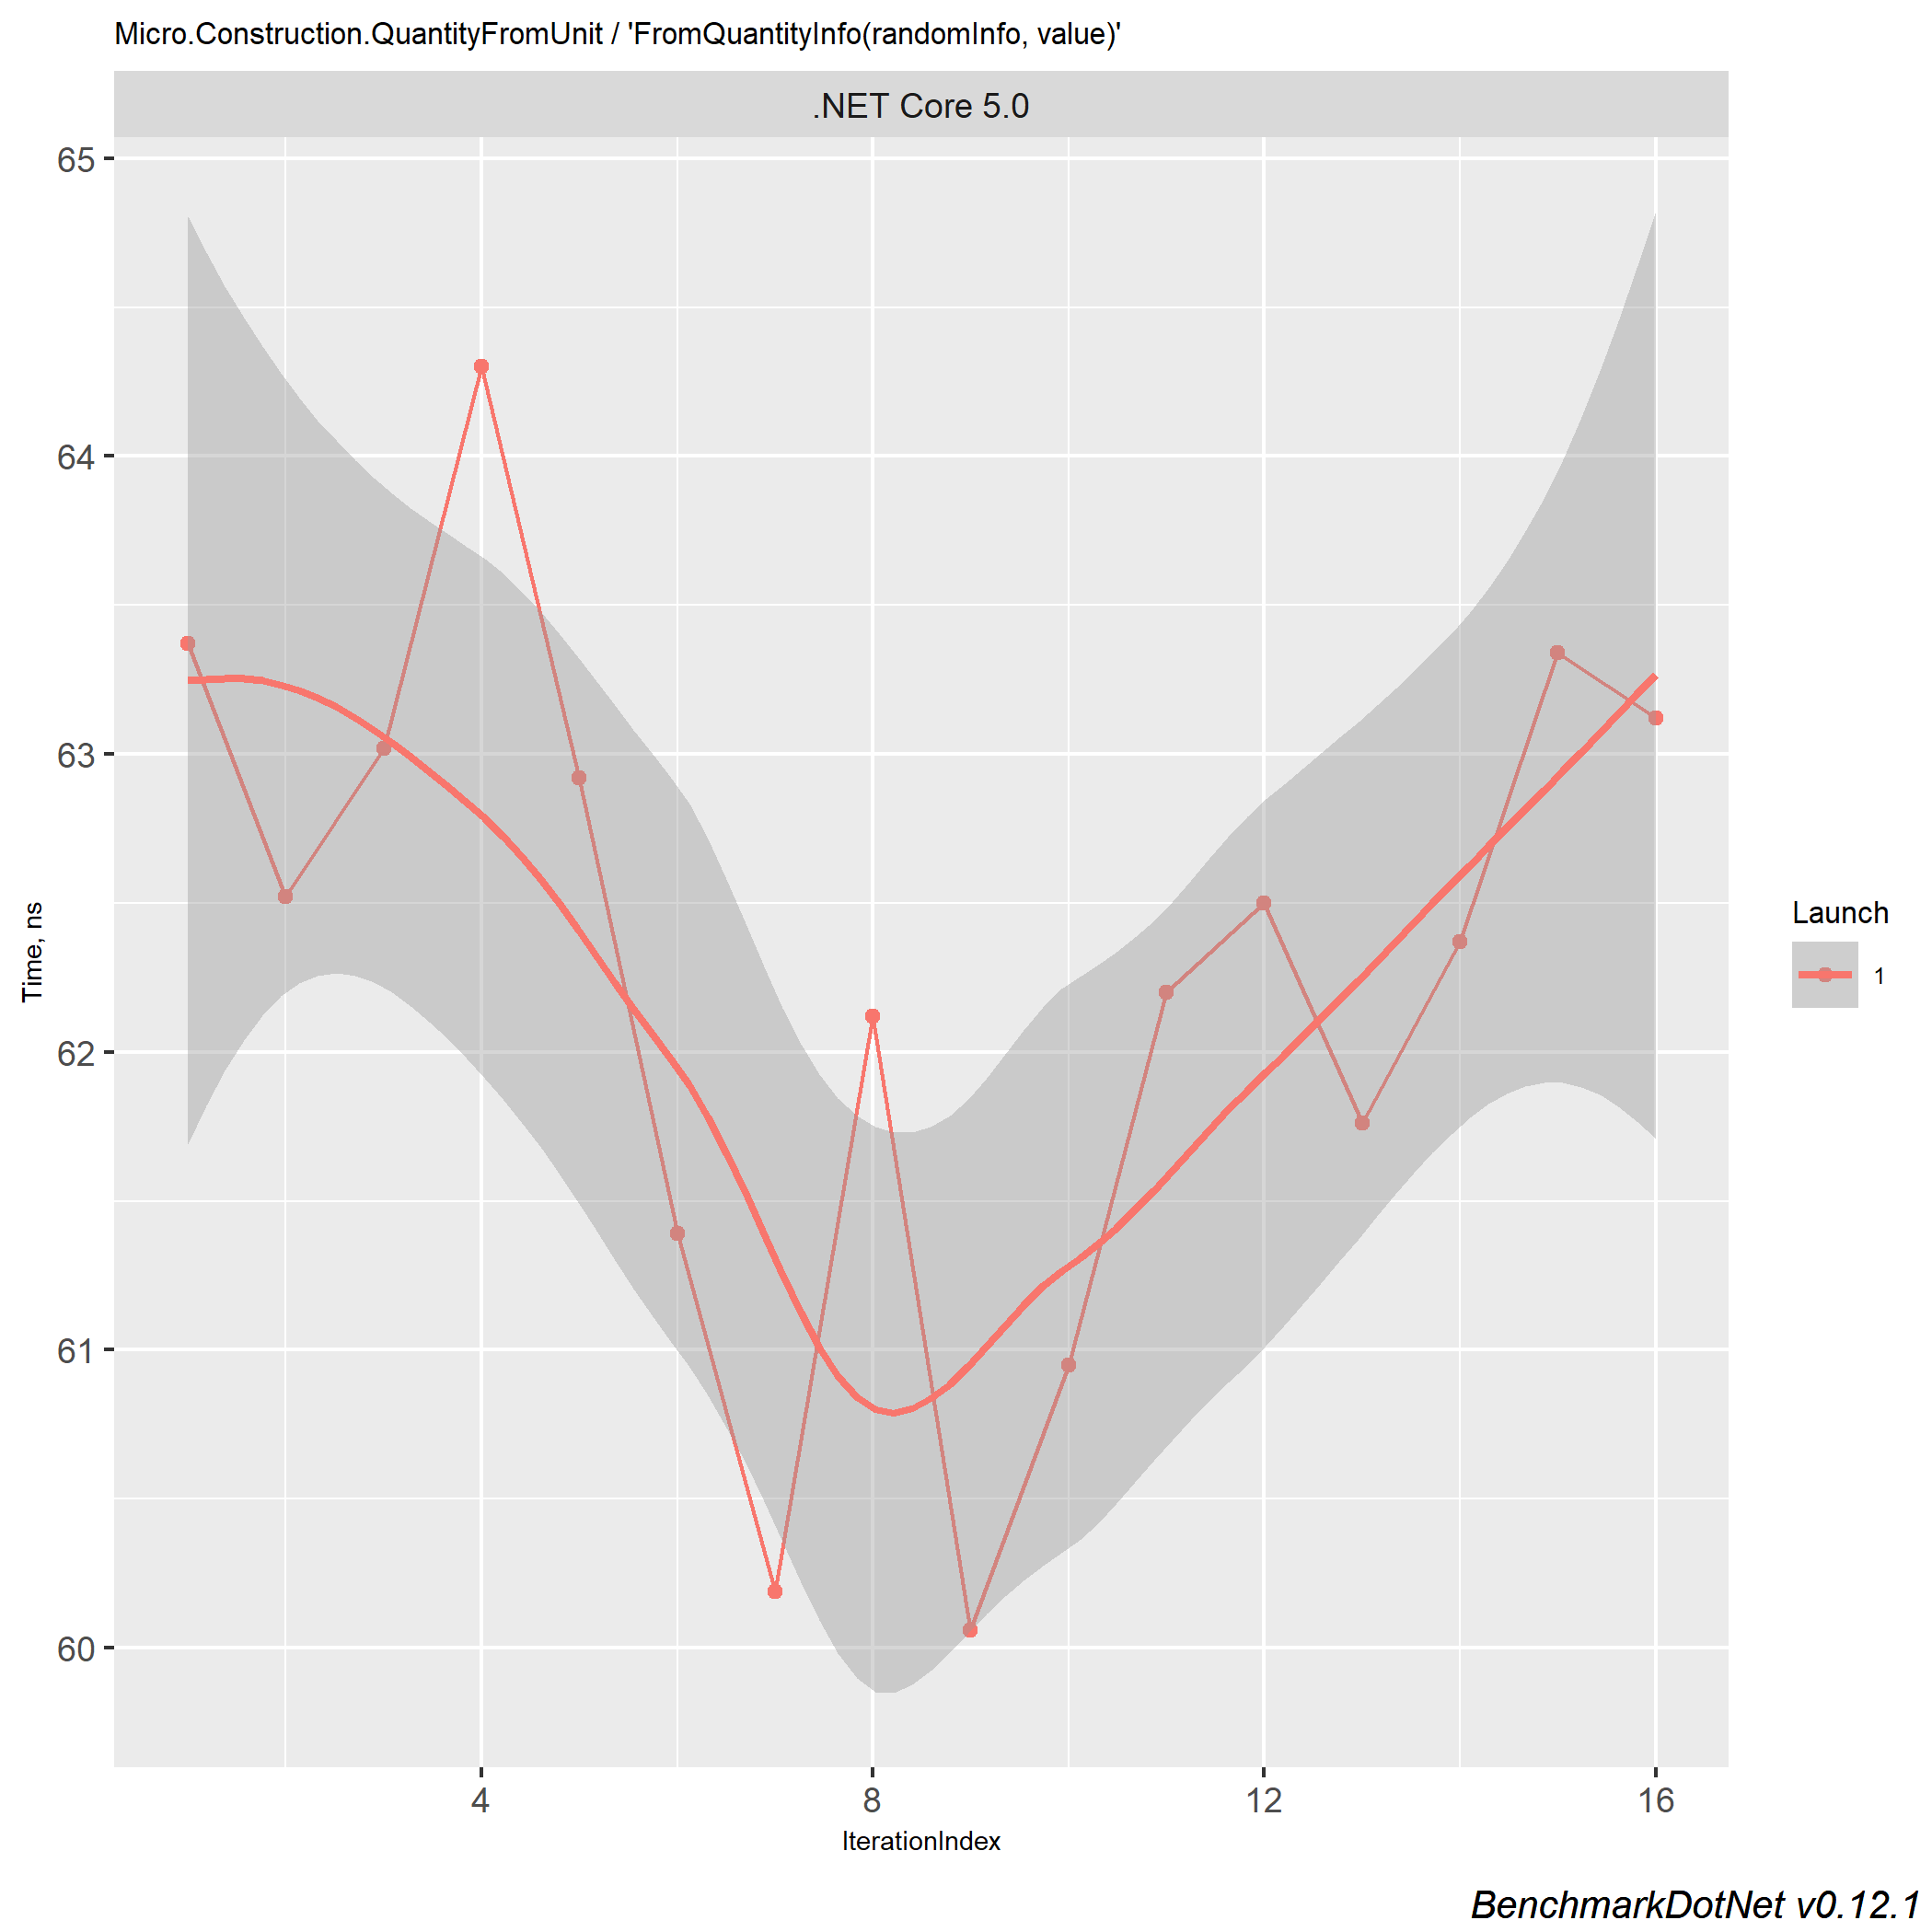 Micro.Construction.QuantityFromUnit / 'FromQuantityInfo(randomInfo, value)'
.NET Core 5.0
65
64
63
62
61
60
Time, ns
4 8 12 16
IterationIndex
Launch
1
BenchmarkDotNet v0.12.1